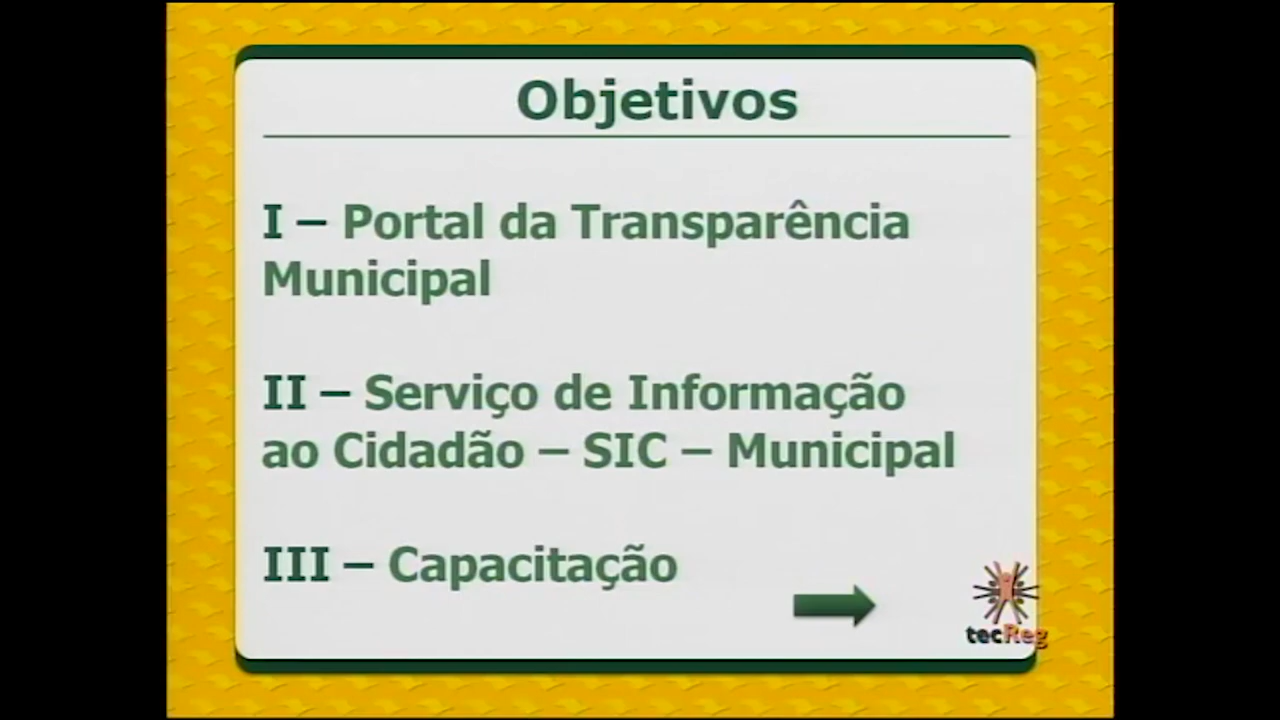 Objetivos
I – Portal da Transparência
Municipal
II – Serviço de Informação
ao Cidadão – SIC – Municipal
III – Capacitação
tecReg